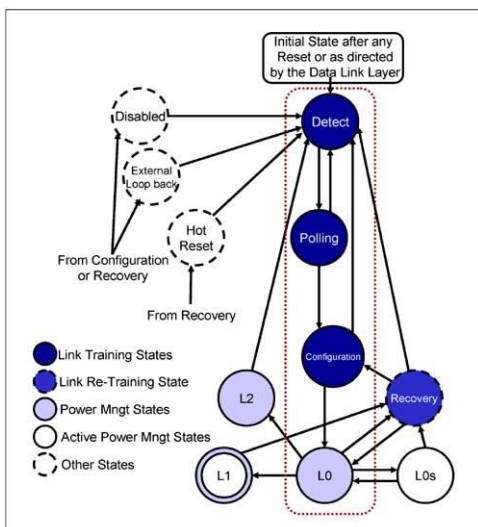 Initial State after any
Reset or as directed
by the Data Link Layer
Disabled
Detect
External
Loop back
Hot
Reset
Polling
From Configuration
or Recovery
From Recovery
Configuration
Link Training States
Link Re-Training State
Power Mngt States
Active Power Mngt States
Other States
L2
Recovery
L1
L0
L0s